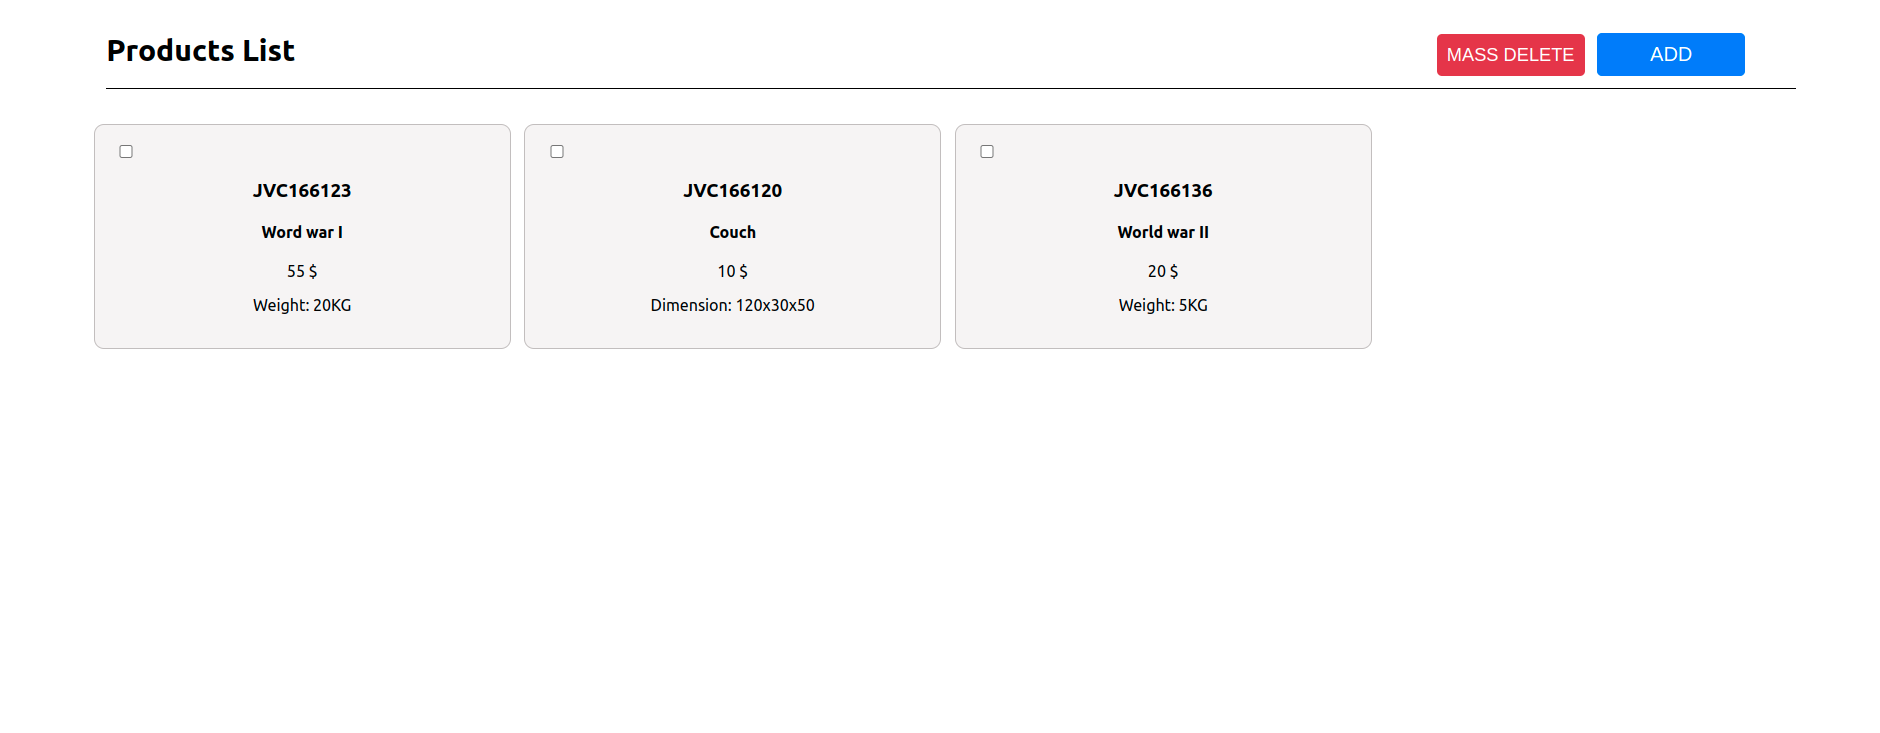 Products List
MASS DELETE
ADD
JVC166123
Word war I
55 $
Weight: 20KG
JVC166120
Couch
10 $
Dimension: 120x30x50
JVC166136
World war II
20 $
Weight: 5KG